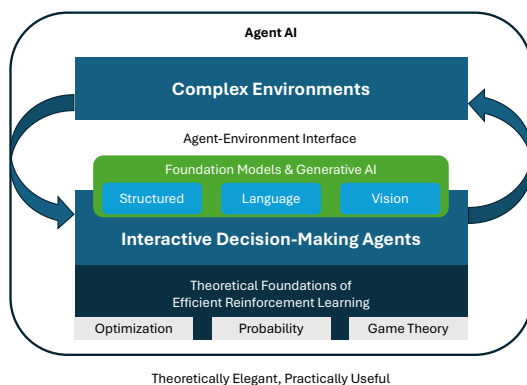 Agent AI
Complex Environments
Agent-Environment Interface
Foundation Models & Generative AI
Structured
Language
Vision
Interactive Decision-Making Agents
Theoretical Foundations of
Efficient Reinforcement Learning
Optimization
Probability
Game Theory
Theoretically Elegant, Practically Useful